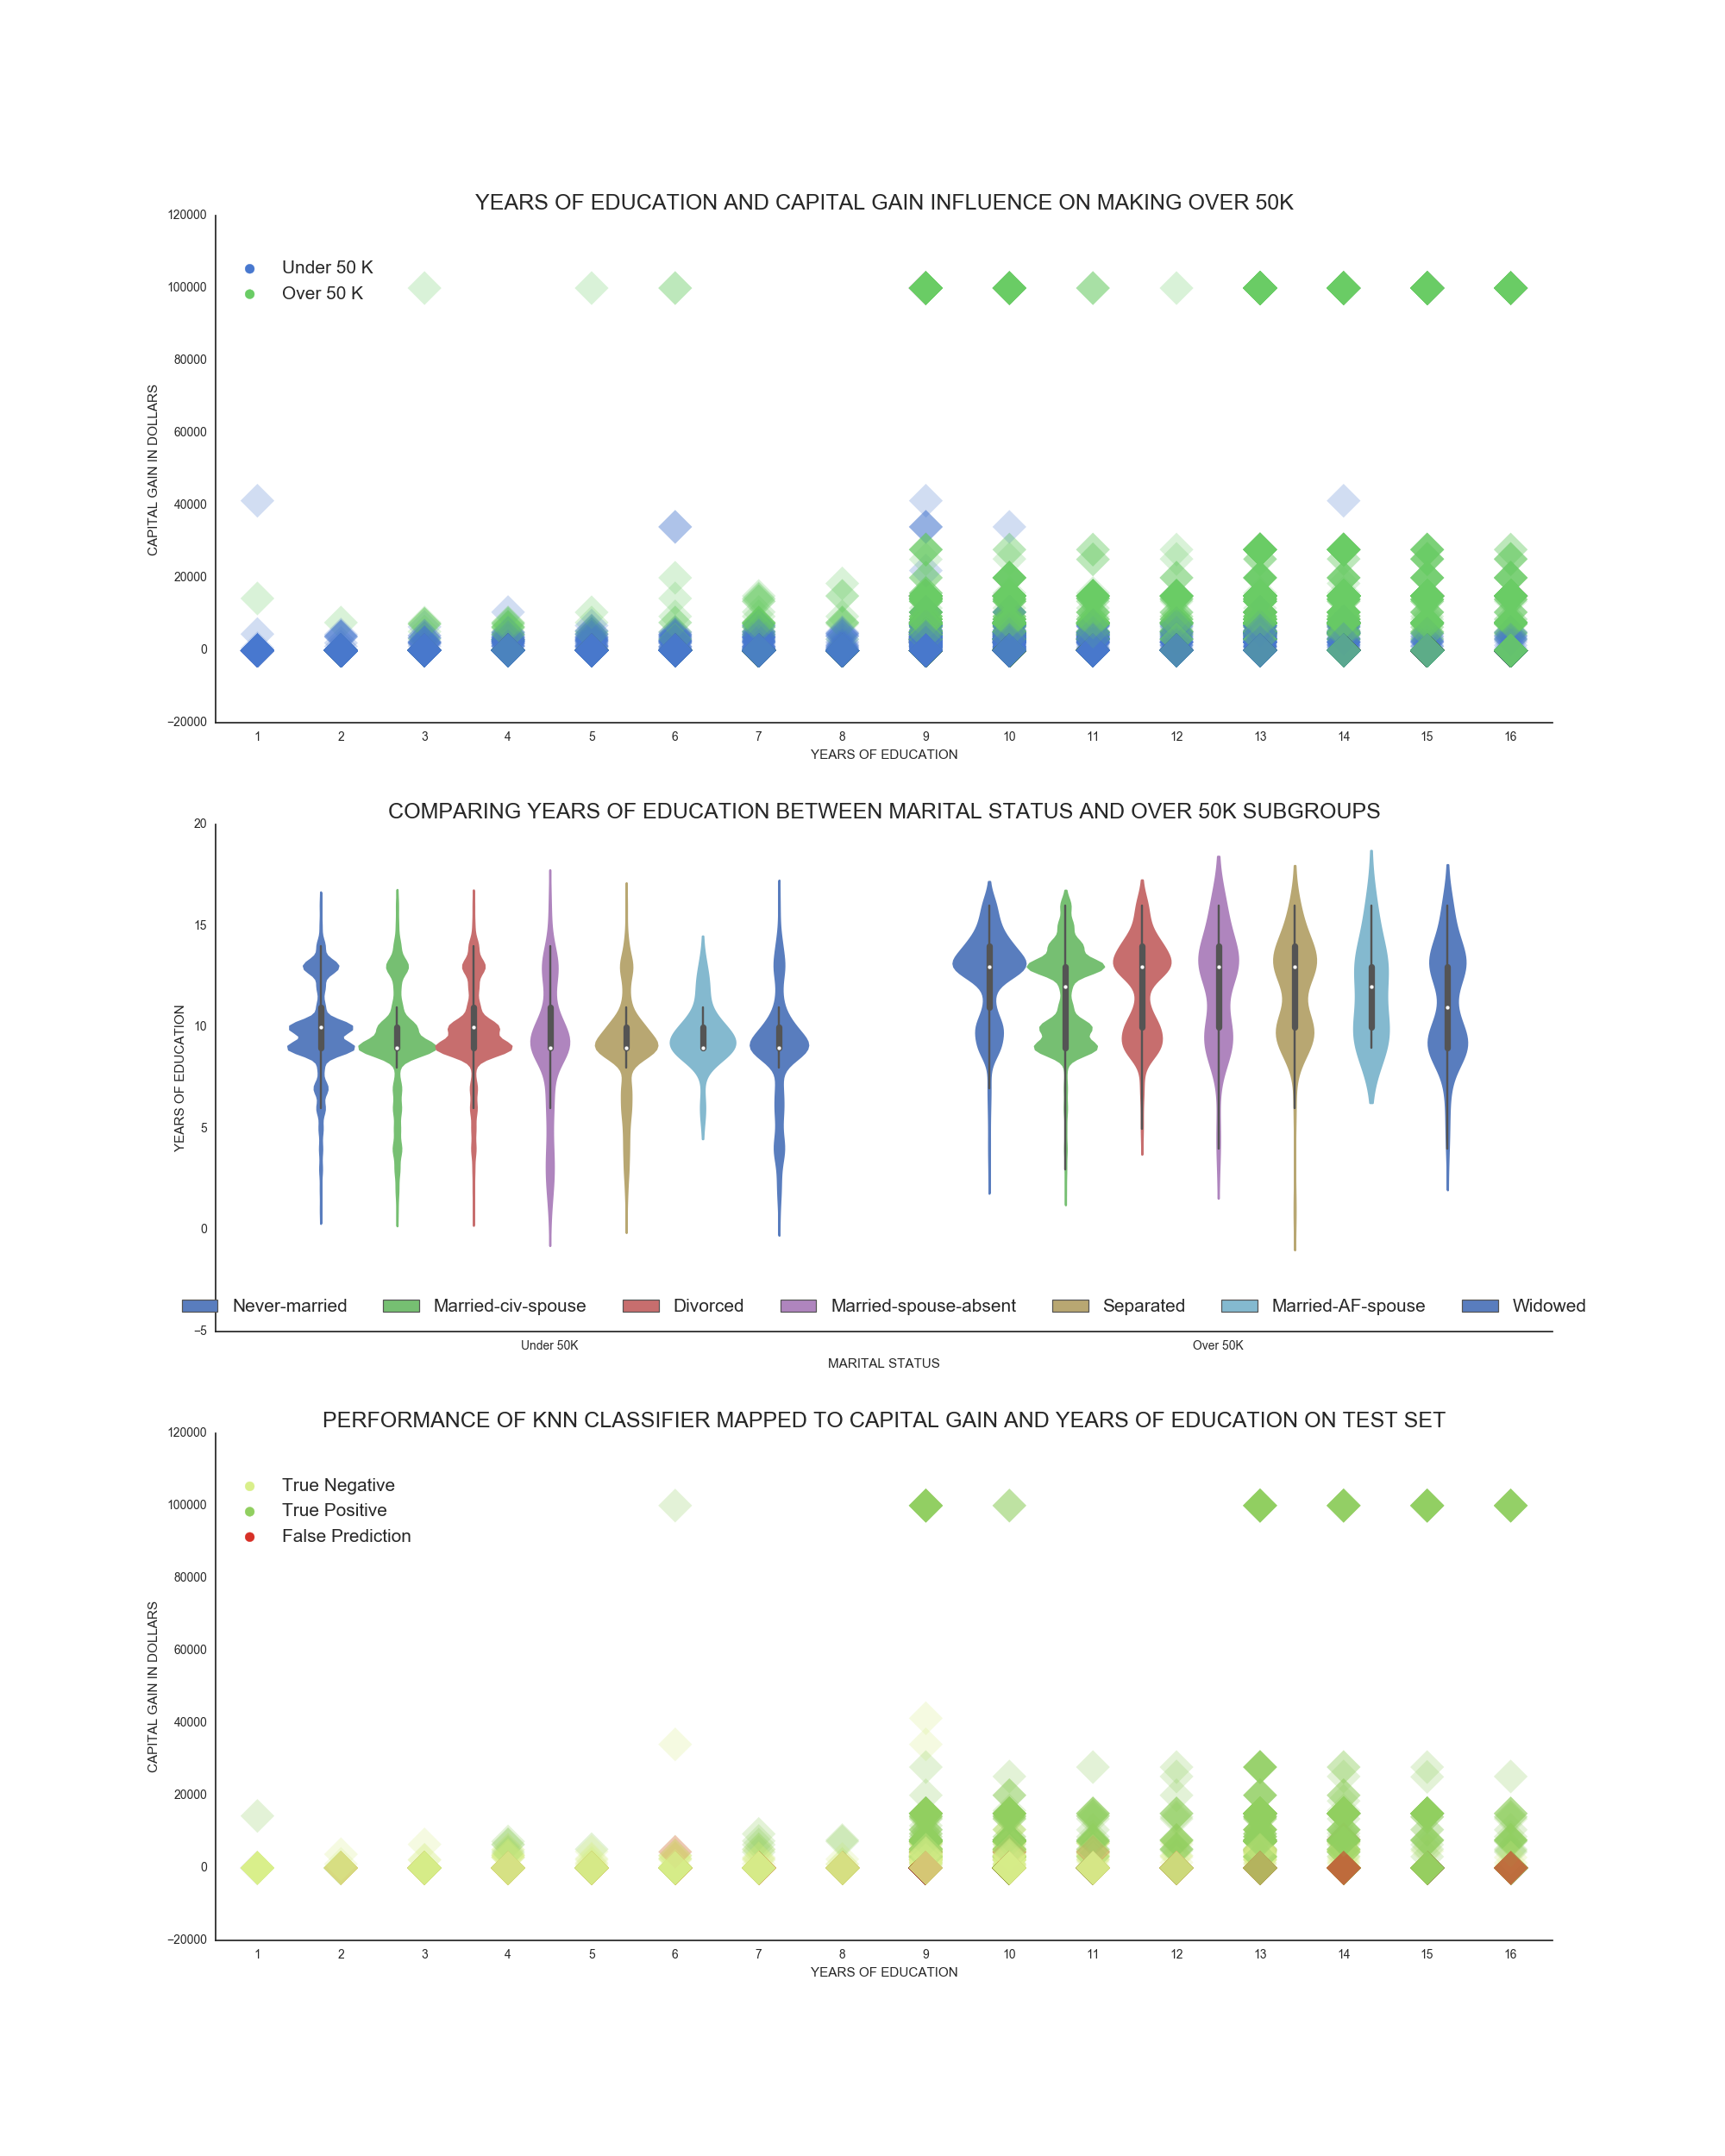 YEARS OF EDUCATION AND CAPITAL GAIN INFLUENCE ON MAKING OVER 50K
120000
100000
80000
60000
40000
20000
0
−20000
CAPITAL GAIN IN DOLLARS
Under 50 K
Over 50 K
1 2 3 4 5 6 7 8 9 10 11 12 13 14 15 16
YEARS OF EDUCATION
COMPARING YEARS OF EDUCATION BETWEEN MARITAL STATUS AND OVER 50K SUBGROUPS
20
15
10
5
0
−5
YEARS OF EDUCATION
Never-married Married-civ-spouse Divorced Married-spouse-absent Separated Married-AF-spouse Widowed
Under 50K Over 50K
MARITAL STATUS
PERFORMANCE OF KNN CLASSIFIER MAPPED TO CAPITAL GAIN AND YEARS OF EDUCATION ON TEST SET
120000
100000
80000
60000
40000
20000
0
−20000
CAPITAL GAIN IN DOLLARS
True Negative
True Positive
False Prediction
1 2 3 4 5 6 7 8 9 10 11 12 13 14 15 16
YEARS OF EDUCATION